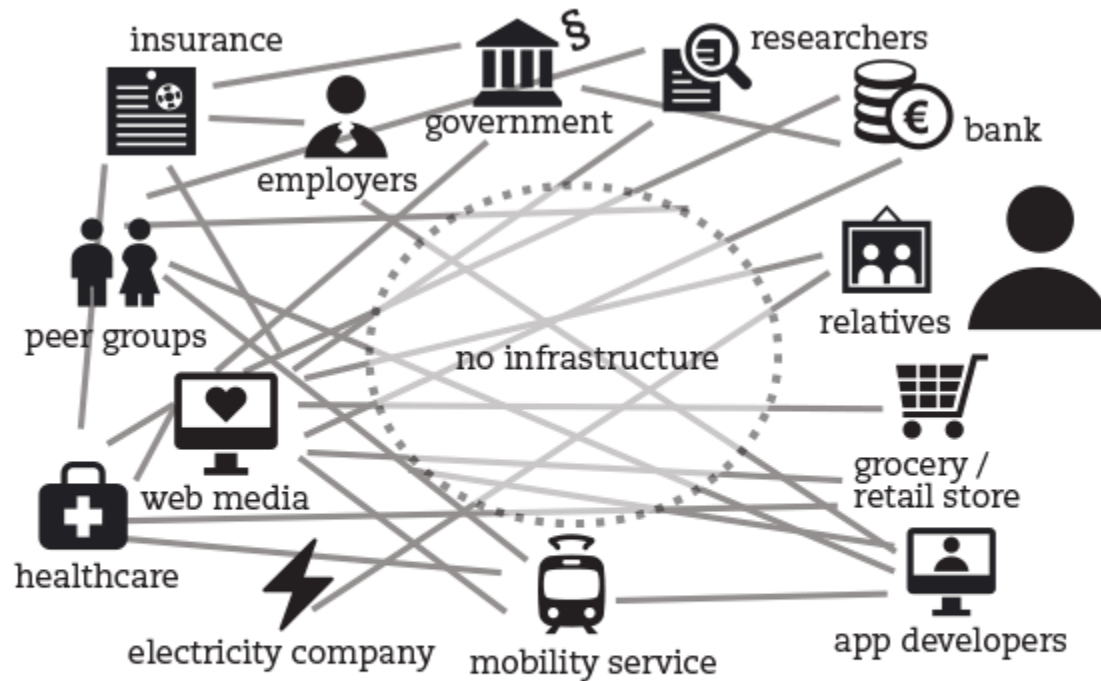 insurance
§
researchers
government
€
bank
employers
peer groups
relatives
no infrastructure
web media
grocery /
retail store
healthcare
electricity company
mobility service
app developers